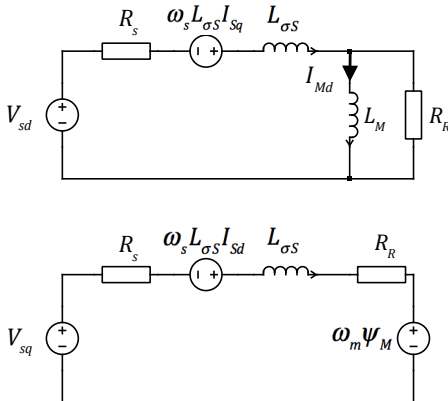 R_s ω_s L_σS I_Sq L_σS
I_Md
V_sd + − L_M R_R
R_s ω_s L_σS I_Sd L_σS R_R
V_sq + − ω_m ψ_M + −